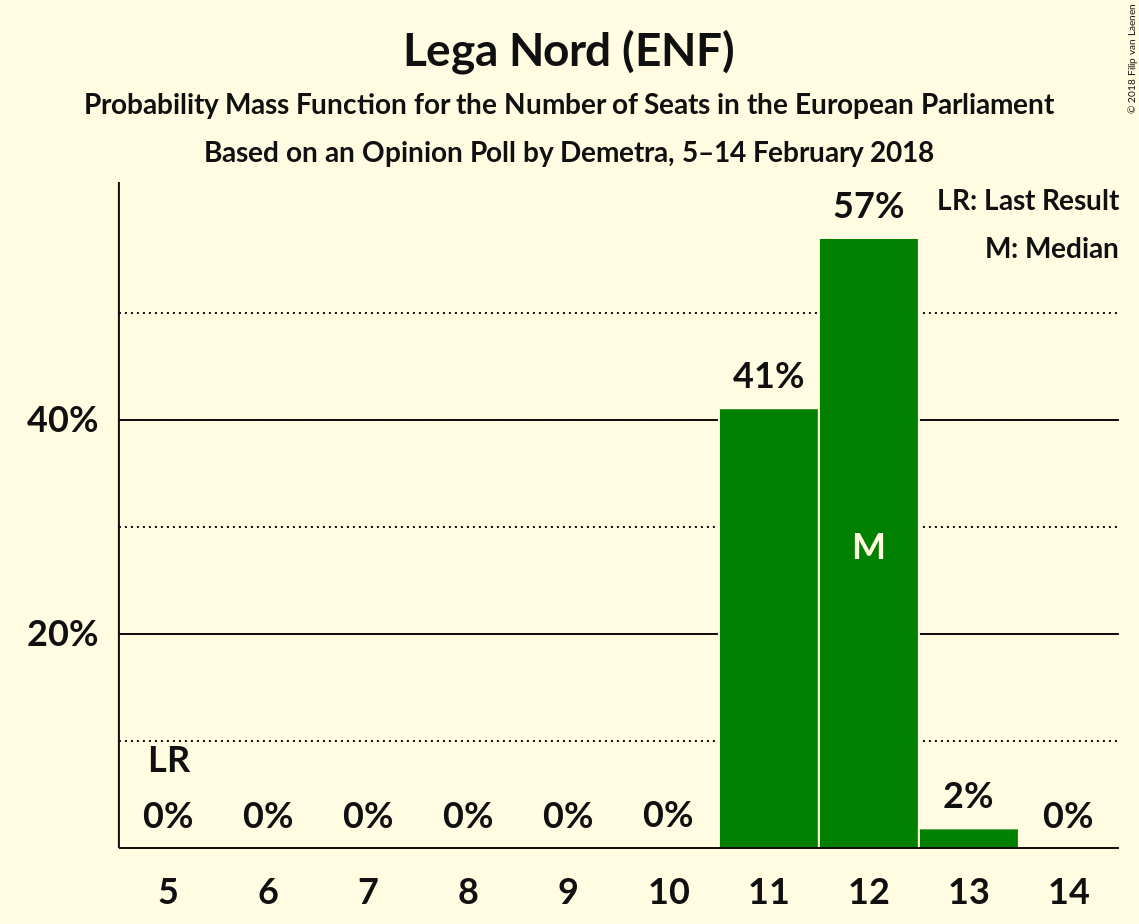 Lega Nord (ENF)
Probability Mass Function for the Number of Seats in the European Parliament
Based on an Opinion Poll by Demetra, 5–14 February 2018
© 2018 Filip van Laenen
LR: Last Result
M: Median
57%
41%
40%
M
20%
LR
2%
0% 0% 0% 0% 0% 0% 0%
5 6 7 8 9 10 11 12 13 14